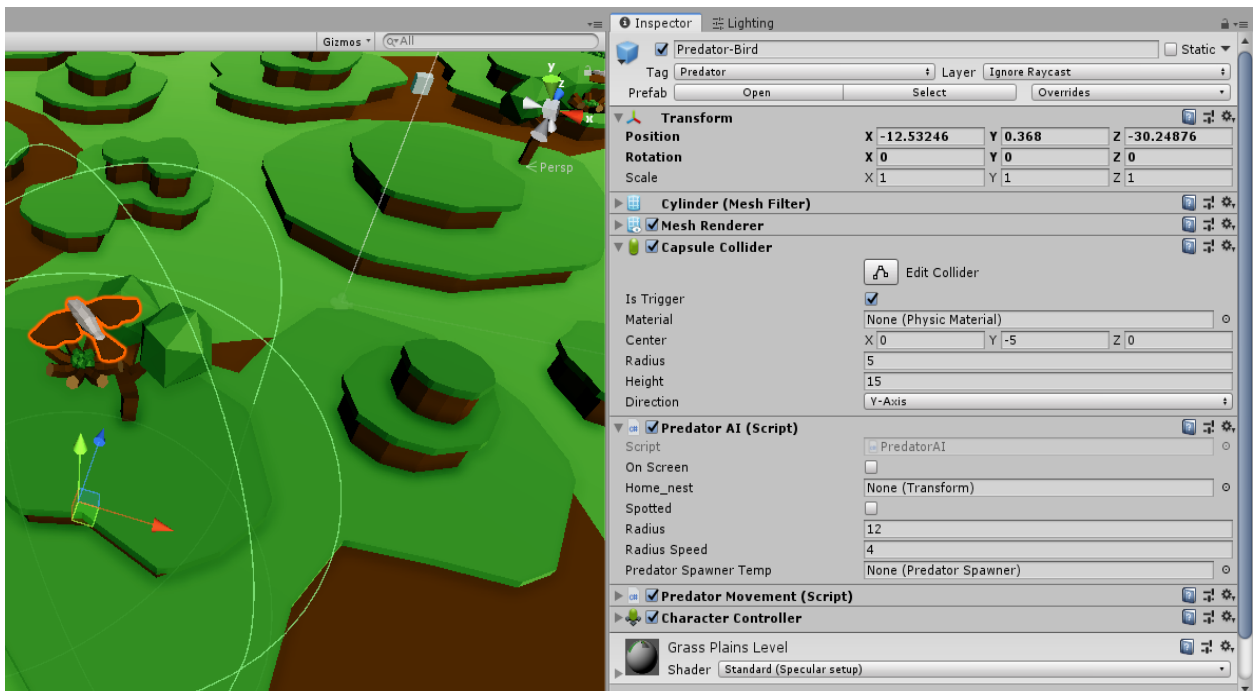 Inspector Lighting
Gizmos All
Predator-Bird Static
Tag Predator Layer Ignore Raycast
Prefab Open Select Overrides
Transform
Position X -12.53246 Y 0.368 Z -30.24876
Rotation X 0 Y 0 Z 0
Scale X 1 Y 1 Z 1
Cylinder (Mesh Filter)
Mesh Renderer
Capsule Collider
Edit Collider
Is Trigger
Material None (Physic Material)
Center X 0 Y -5 Z 0
Radius 5
Height 15
Direction Y-Axis
Predator AI (Script)
Script PredatorAI
On Screen
Home_nest None (Transform)
Spotted
Radius 12
Radius Speed 4
Predator Spawner Temp None (Predator Spawner)
Predator Movement (Script)
Character Controller
Grass Plains Level
Shader Standard (Specular setup)
y
z
x
Persp